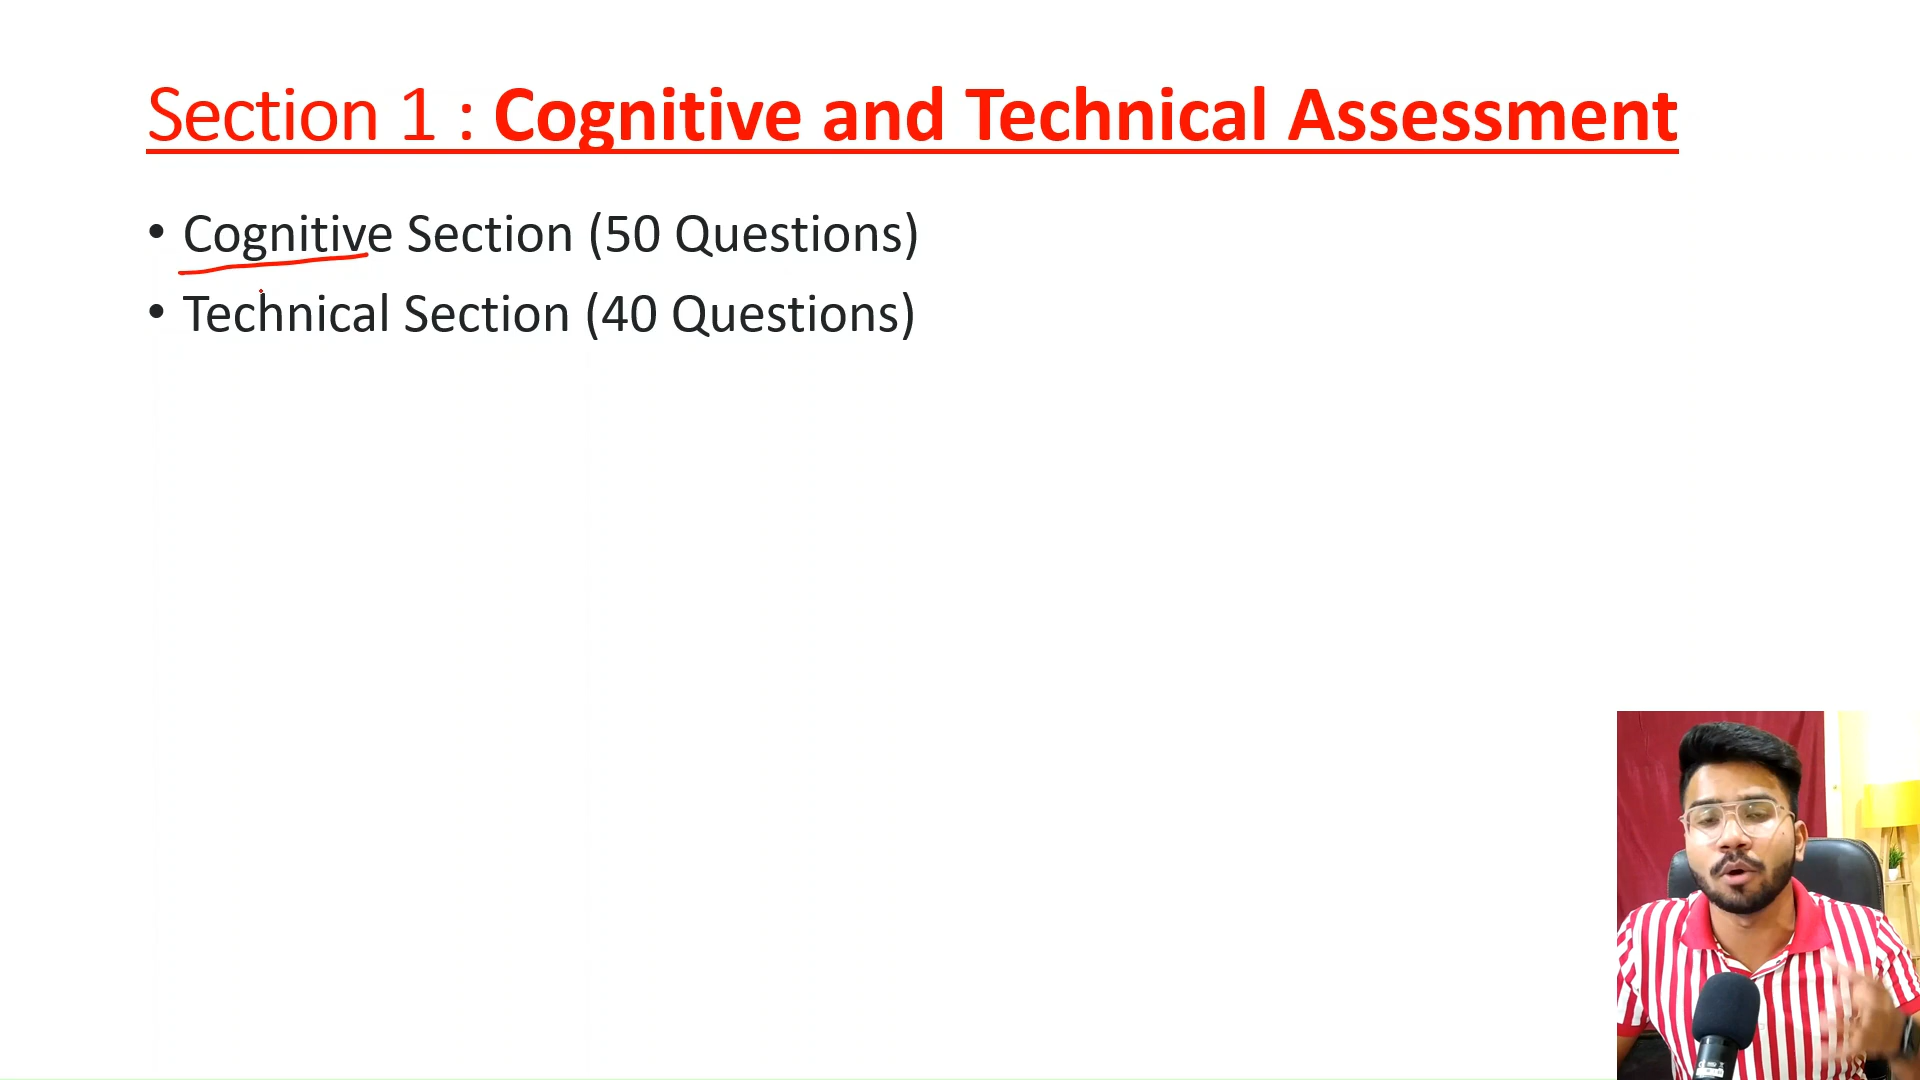 Section 1 : Cognitive and Technical Assessment
• Cognitive Section (50 Questions)
• Technical Section (40 Questions)